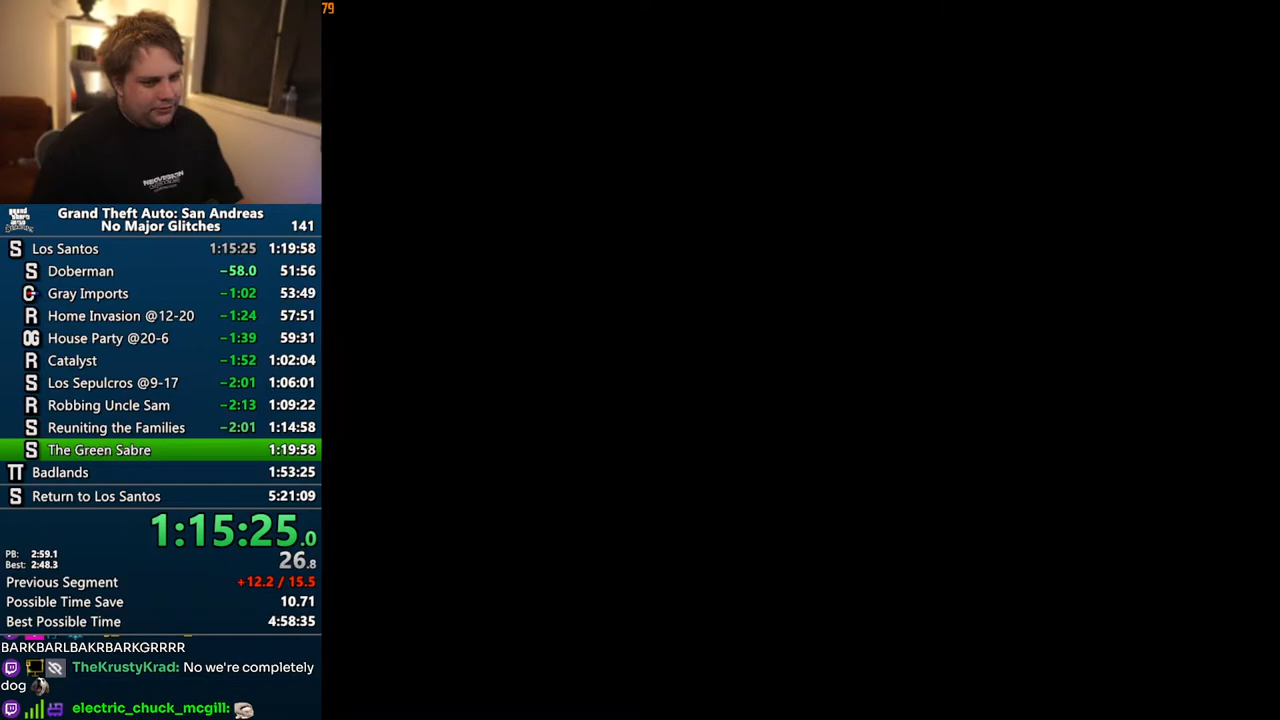 79
Grand Theft Auto: San Andreas
No Major Glitches 141
Los Santos 1:15:25 1:19:58
Doberman −58.0 51:56
Gray Imports −1:02 53:49
Home Invasion @12-20 −1:24 57:51
House Party @20-6 −1:39 59:31
Catalyst −1:52 1:02:04
Los Sepulcros @9-17 −2:01 1:06:01
Robbing Uncle Sam −2:13 1:09:22
Reuniting the Families −2:01 1:14:58
The Green Sabre 1:19:58
Badlands 1:53:25
Return to Los Santos 5:21:09
1:15:25.0
PB: 2:59.1
Best: 2:48.3
26.8
Previous Segment +12.2 / 15.5
Possible Time Save 10.71
Best Possible Time 4:58:35
BARKBARLBAKRBARKGRRRR
TheKrustyKrad: No we're completely
dog
electric_chuck_mcgill: